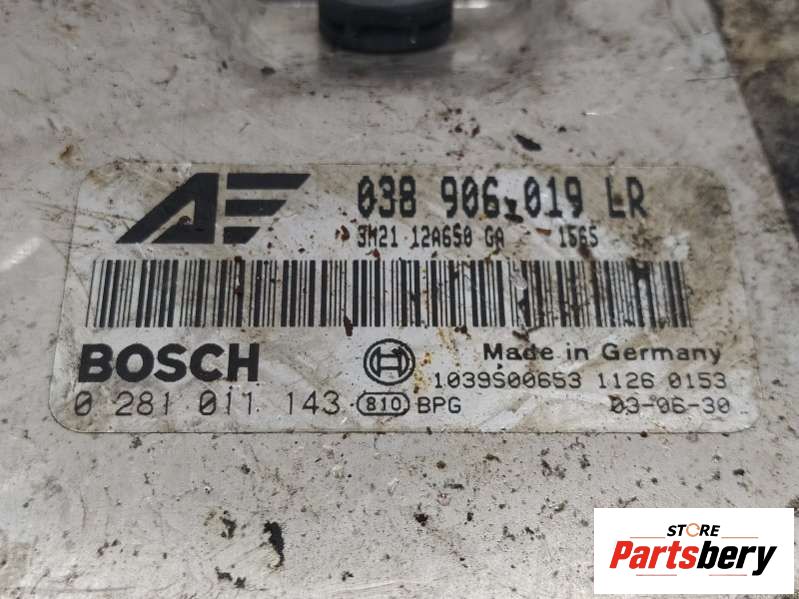 038 906 019 LR
3M21 12A650 GA 1565
BOSCH
Made in Germany
1039S00653 1126 0153
0 281 011 143 810 BPG 03-06-30
STORE
Partsbery